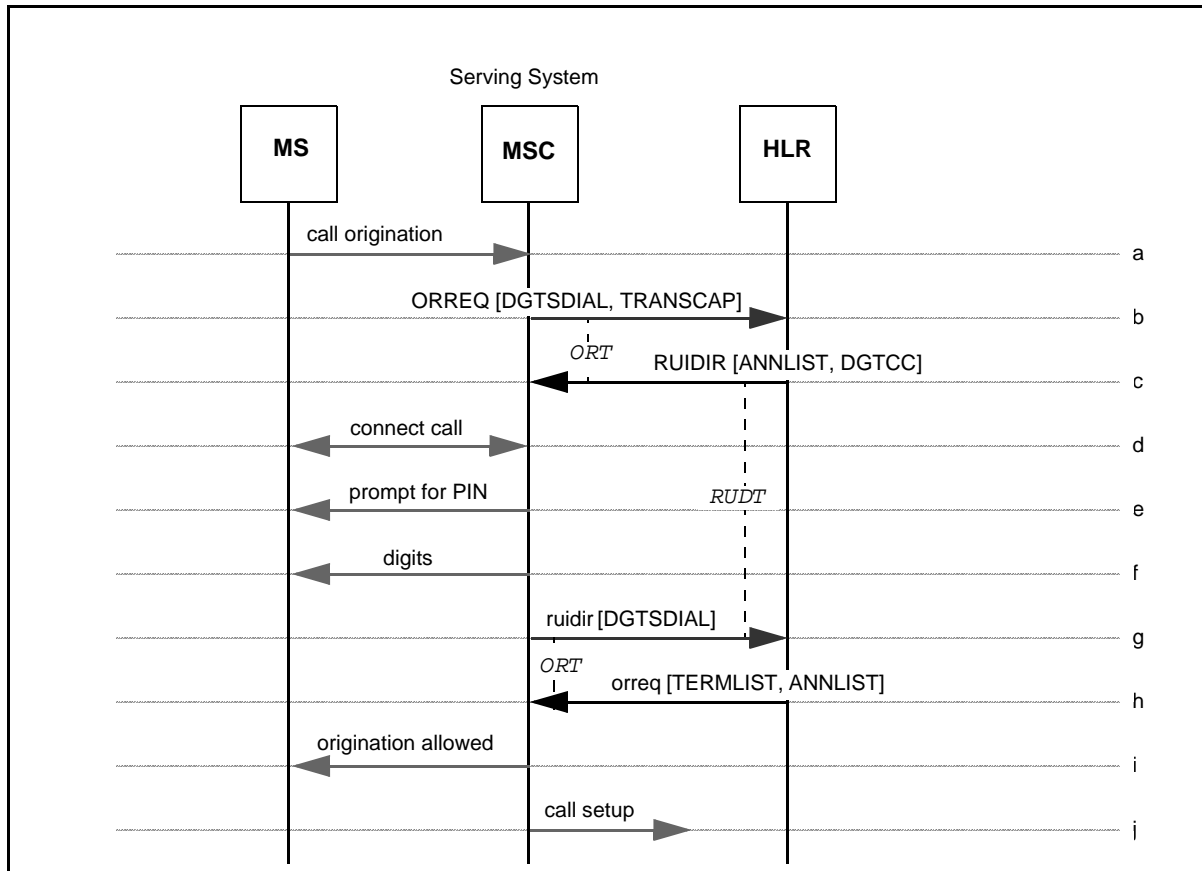 Serving System
MS
MSC
HLR
call origination
a
ORREQ [DGTSDIAL, TRANSCAP]
b
ORT
RUIDIR [ANNLIST, DGTCC]
c
connect call
d
prompt for PIN
RUDT
e
digits
f
ruidir [DGTSDIAL]
g
ORT
orreq [TERMLIST, ANNLIST]
h
origination allowed
i
call setup
j